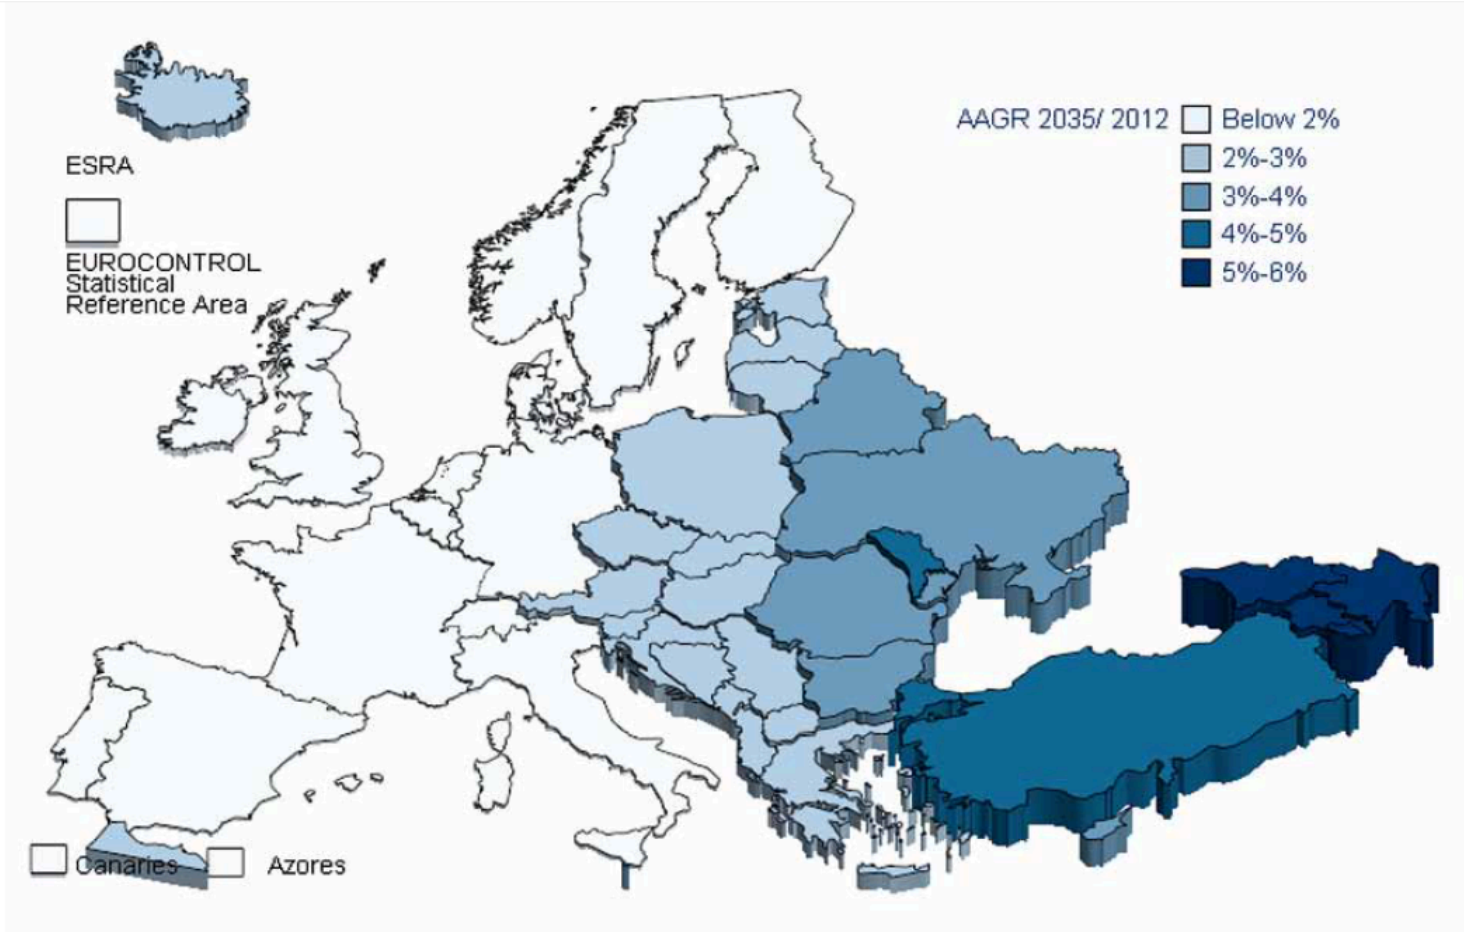 ESRA
EUROCONTROL
Statistical
Reference Area
AAGR 2035/ 2012
Below 2%
2%-3%
3%-4%
4%-5%
5%-6%
Canaries
Azores